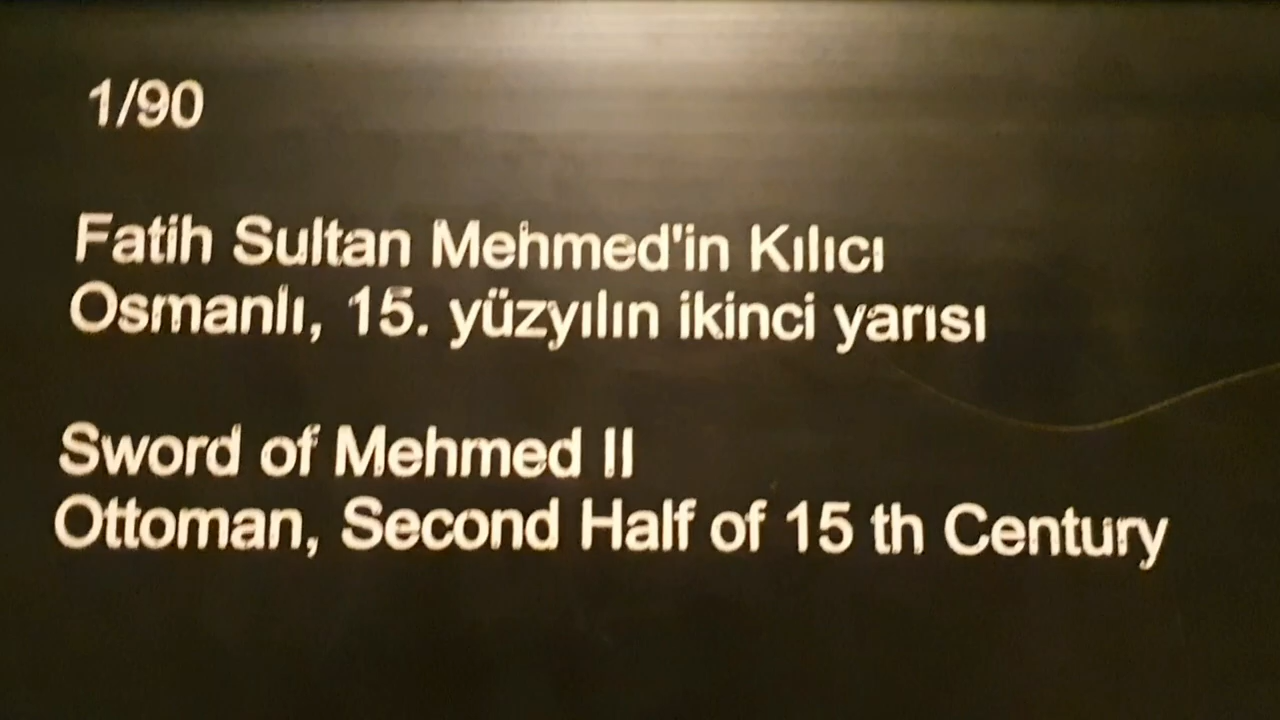 1/90
Fatih Sultan Mehmed'in Kılıcı
Osmanlı, 15. yüzyılın ikinci yarısı
Sword of Mehmed II
Ottoman, Second Half of 15 th Century